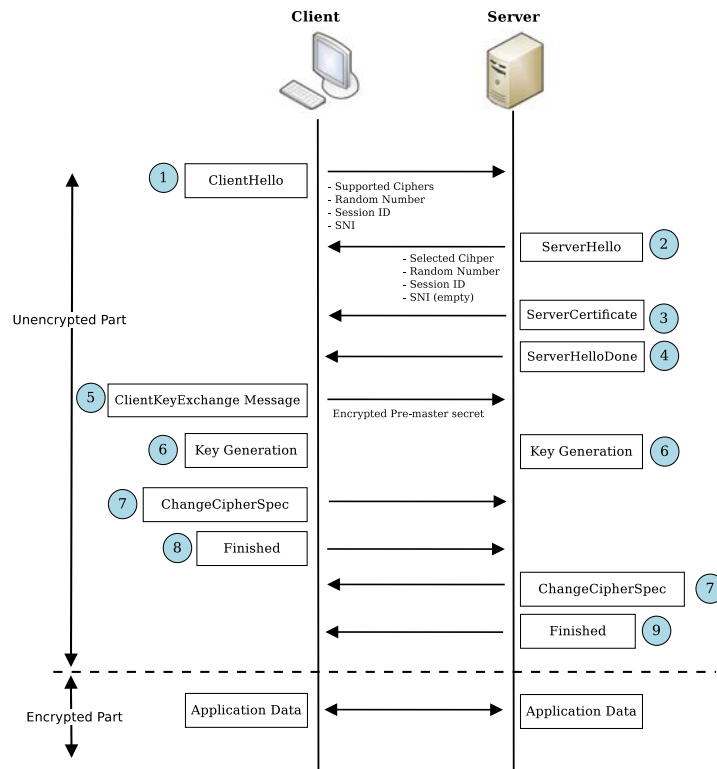 Client
Server
1
ClientHello
- Supported Ciphers
- Random Number
- Session ID
- SNI
ServerHello
2
- Selected Cihper
- Random Number
- Session ID
- SNI (empty)
Unencrypted Part
ServerCertificate
3
ServerHelloDone
4
5
ClientKeyExchange Message
Encrypted Pre-master secret
6
Key Generation
Key Generation
6
7
ChangeCipherSpec
8
Finished
ChangeCipherSpec
7
Finished
9
Encrypted Part
Application Data
Application Data